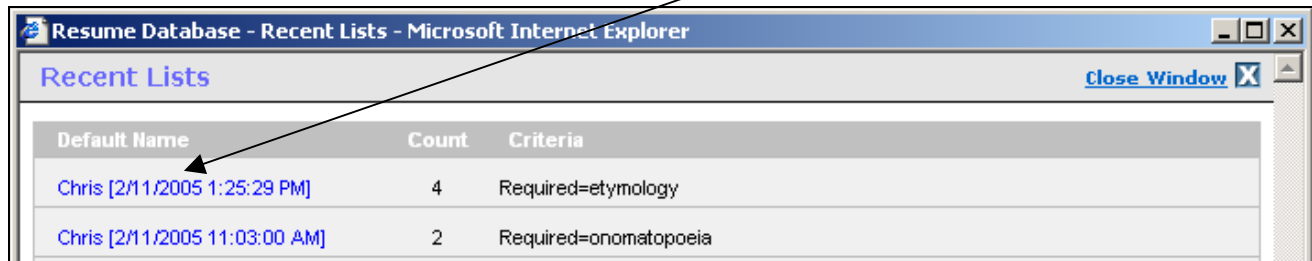 Resume Database - Recent Lists - Microsoft Internet Explorer
Recent Lists Close Window X
Default Name Count Criteria
Chris [2/11/2005 1:25:29 PM] 4 Required=etymology
Chris [2/11/2005 11:03:00 AM] 2 Required=onomatopoeia